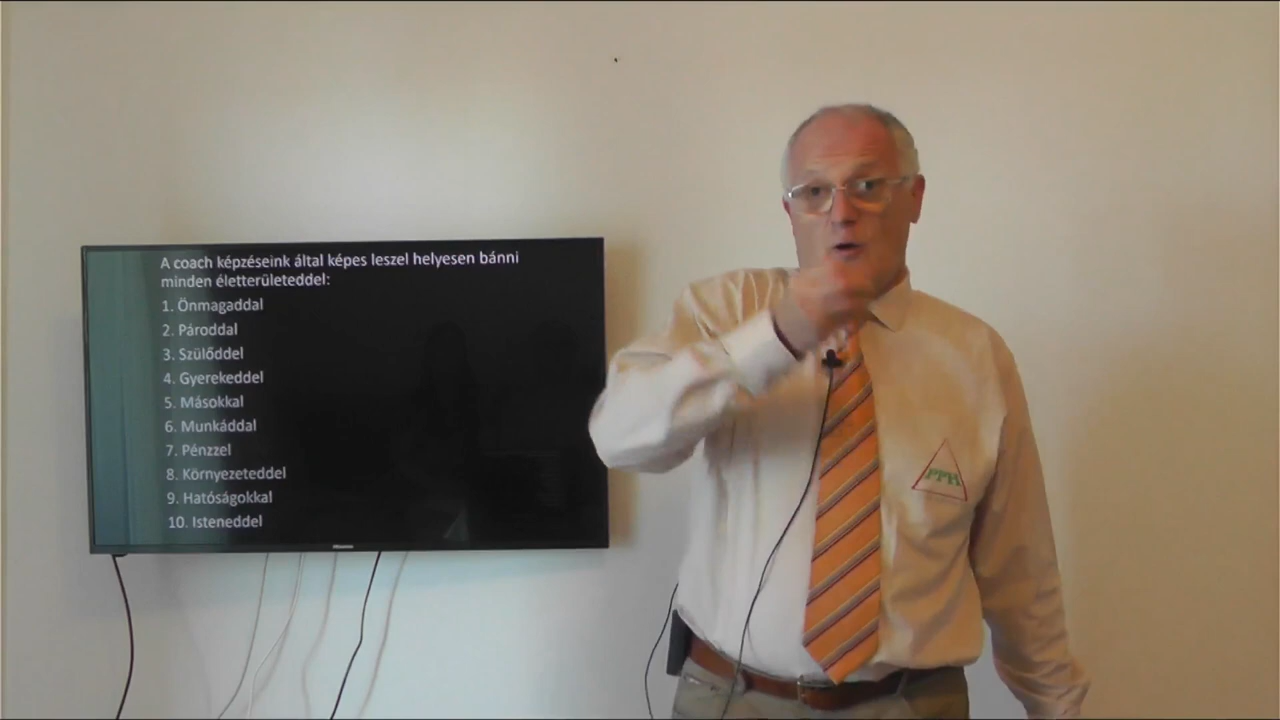 A coach képzéseink által képes leszel helyesen bánni
minden életterületeddel:
1. Önmagaddal
2. Pároddal
3. Szülőddel
4. Gyerekeddel
5. Másokkal
6. Munkáddal
7. Pénzzel
8. Környezeteddel
9. Hatóságokkal
10. Isteneddel
PPH
Hisense